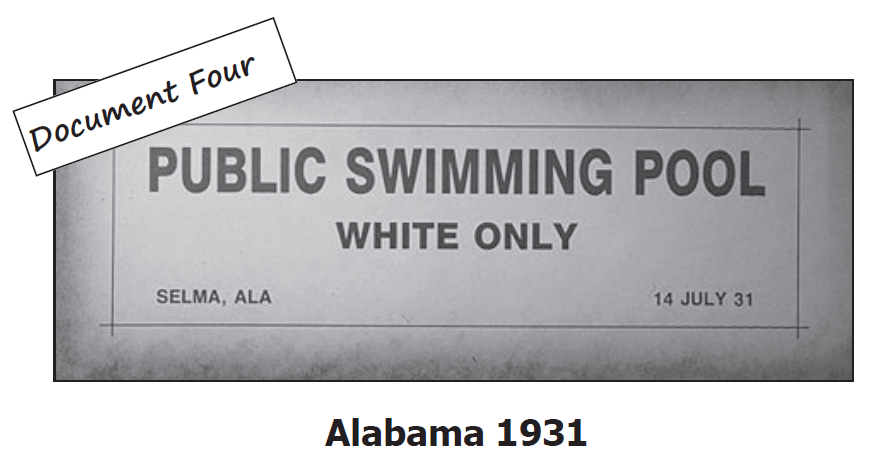 Document Four
PUBLIC SWIMMING POOL
WHITE ONLY
SELMA, ALA
14 JULY 31
Alabama 1931